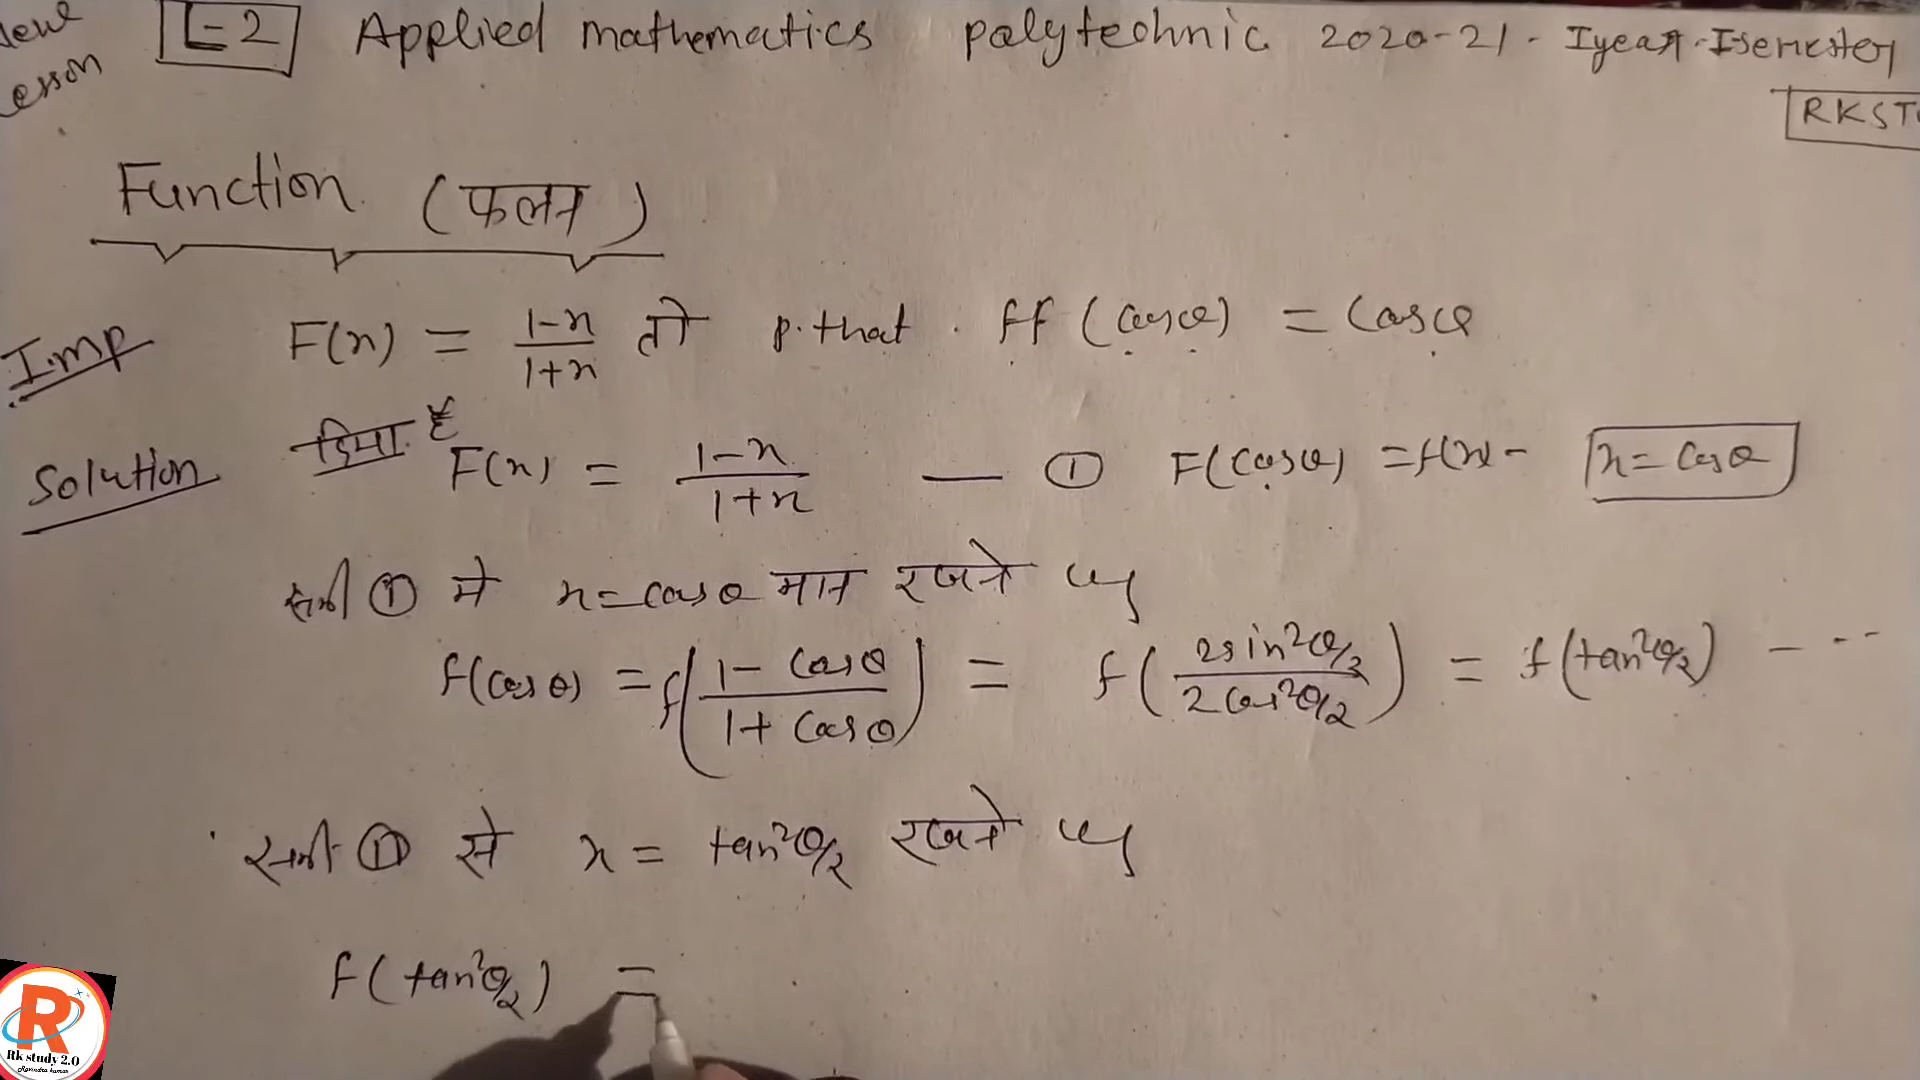 L-2 Applied mathematics polytechnic 2020-21 - Iyear-Isemester
RKST
Function (फलन)
Imp F(x) = 1-x / 1+x तो p.that. ff(cosθ) = Cosθ
Solution दिया है F(x) = 1-x / 1+x — ① F(cosθ) = f(x) - x = cosθ
समी ① मे x = cosθ मान रखने पर
f(cosθ) = f(1 - cosθ / 1 + cosθ) = f(2sin²θ/2 / 2cos²θ/2) = f(tan²θ/2) - --
समी ① से x = tan²θ/2 रखने पर
f(tan²θ/2) =
R
Rk study 2.0